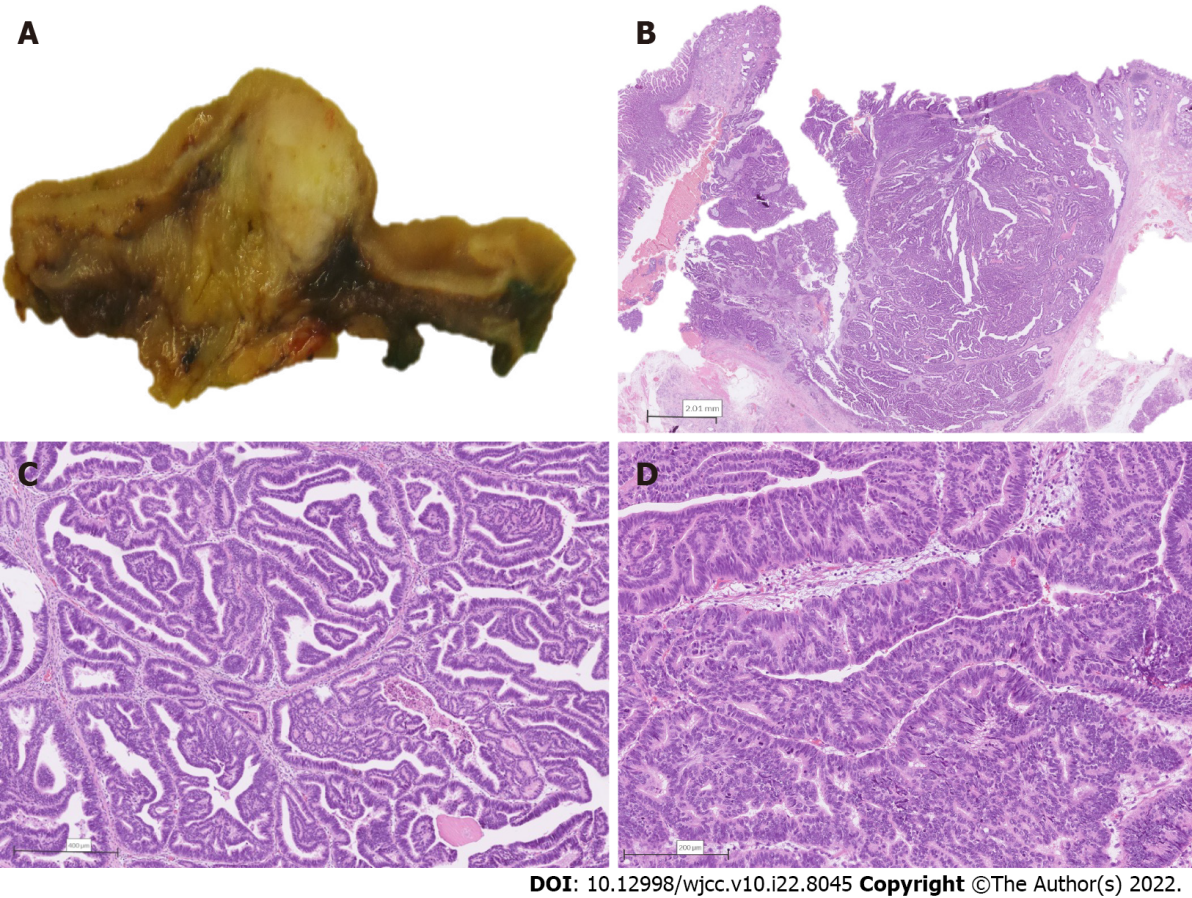 A
B
2.01 mm
C
400 μm
D
200 μm
DOI: 10.12998/wjcc.v10.i22.8045 Copyright ©The Author(s) 2022.